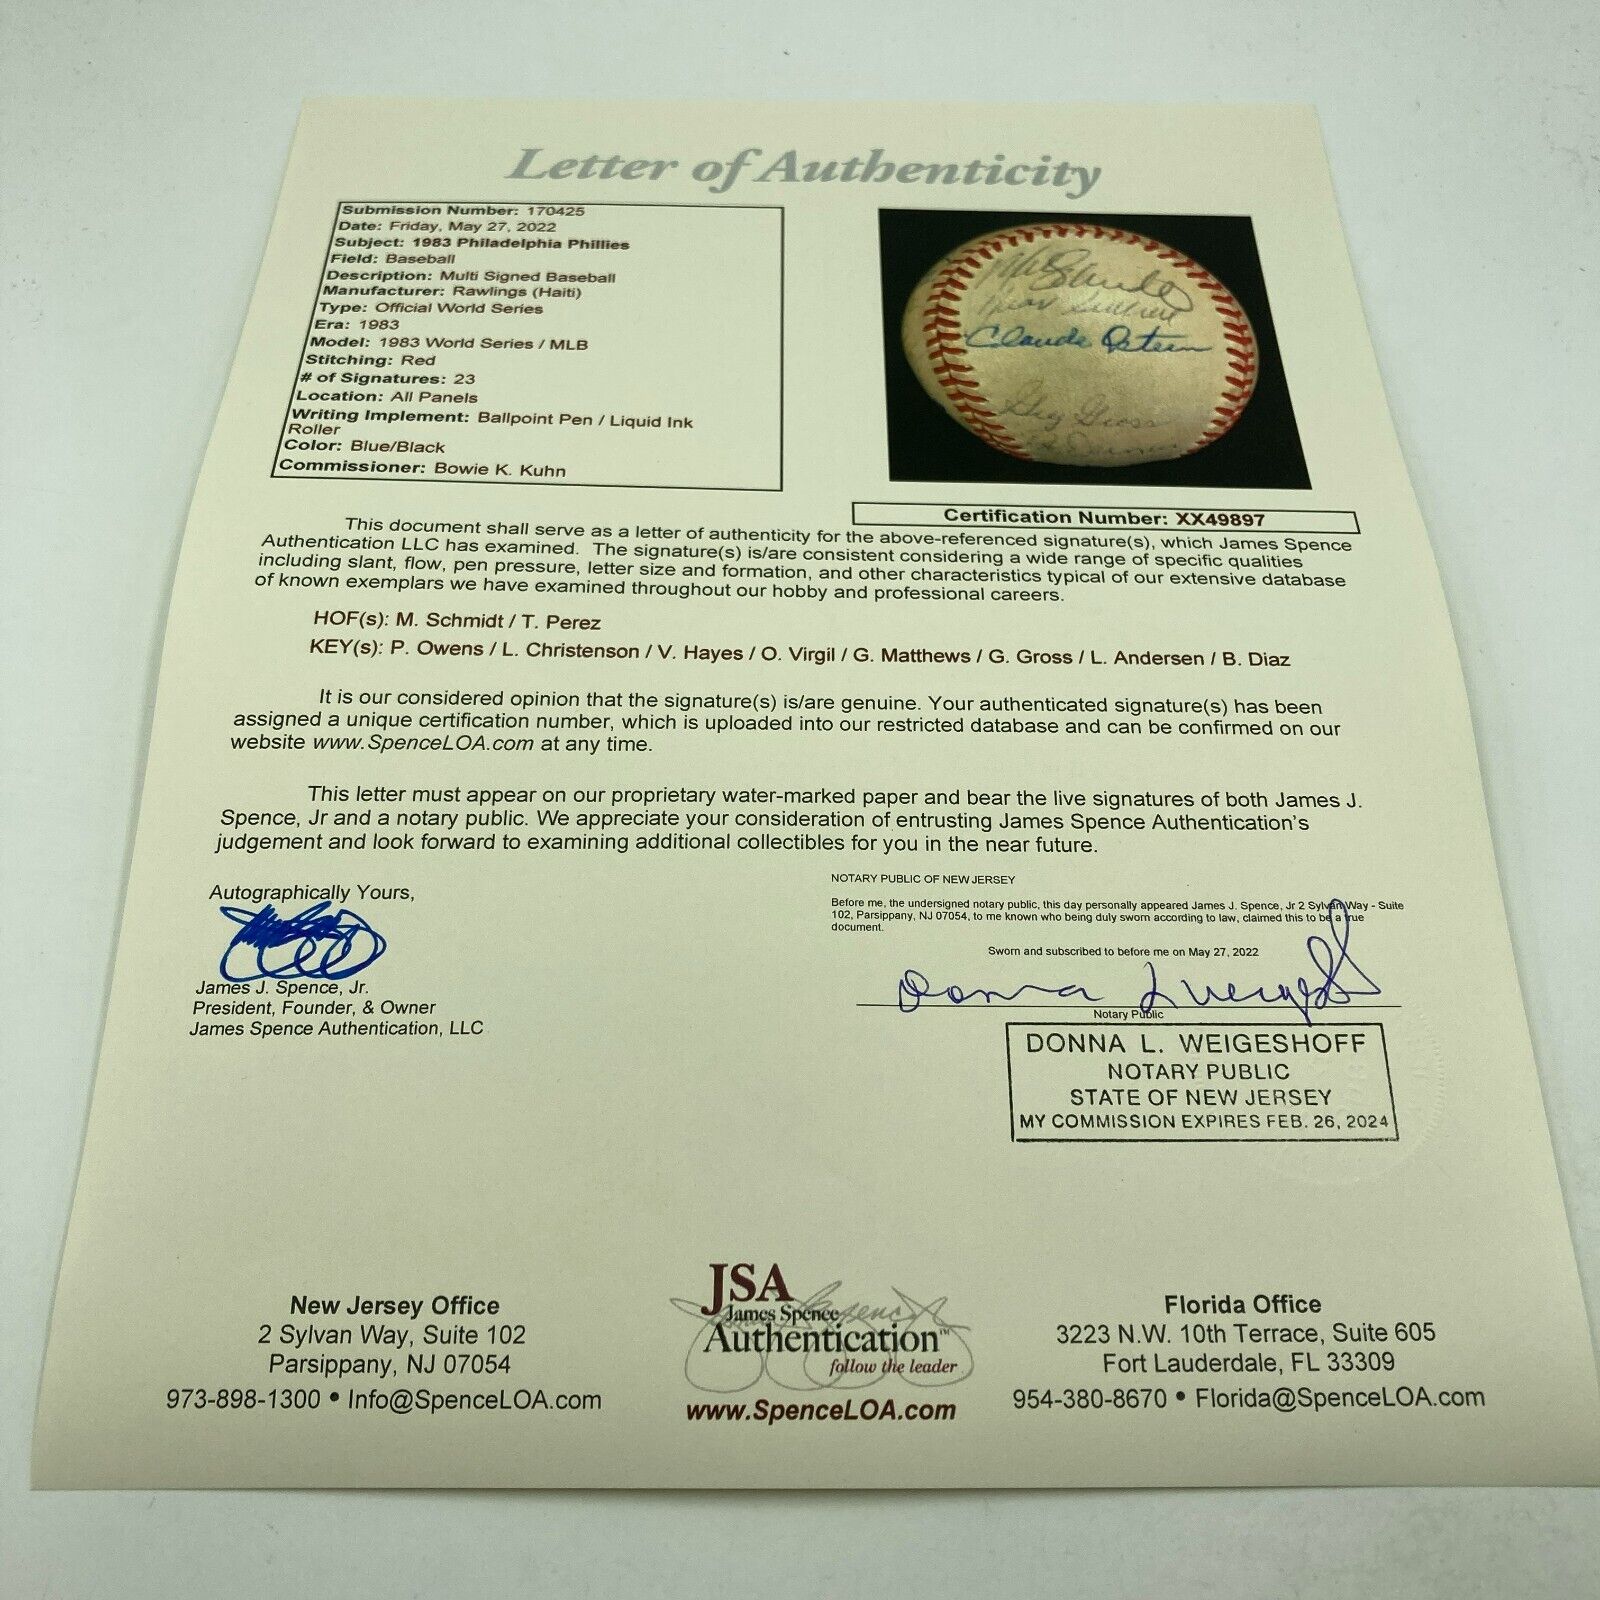 Letter of Authenticity
Submission Number: 170425
Date: Friday, May 27, 2022
Subject: 1983 Philadelphia Phillies
Field: Baseball
Description: Multi Signed Baseball
Manufacturer: Rawlings (Haiti)
Type: Official World Series
Era: 1983
Model: 1983 World Series / MLB
Stitching: Red
# of Signatures: 23
Location: All Panels
Writing Implement: Ballpoint Pen / Liquid Ink
Roller
Color: Blue/Black
Commissioner: Bowie K. Kuhn
Claude Osteen
Greg Gross
Certification Number: XX49897
This document shall serve as a letter of authenticity for the above-referenced signature(s), which James Spence
Authentication LLC has examined. The signature(s) is/are consistent considering a wide range of specific qualities
including slant, flow, pen pressure, letter size and formation, and other characteristics typical of our extensive database
of known exemplars we have examined throughout our hobby and professional careers.
HOF(s): M. Schmidt / T. Perez
KEY(s): P. Owens / L. Christenson / V. Hayes / O. Virgil / G. Matthews / G. Gross / L. Andersen / B. Diaz
It is our considered opinion that the signature(s) is/are genuine. Your authenticated signature(s) has been
assigned a unique certification number, which is uploaded into our restricted database and can be confirmed on our
website www.SpenceLOA.com at any time.
This letter must appear on our proprietary water-marked paper and bear the live signatures of both James J.
Spence, Jr and a notary public. We appreciate your consideration of entrusting James Spence Authentication's
judgement and look forward to examining additional collectibles for you in the near future.
Autographically Yours,
James J. Spence, Jr.
President, Founder, & Owner
James Spence Authentication, LLC
NOTARY PUBLIC OF NEW JERSEY
Before me, the undersigned notary public, this day personally appeared James J. Spence, Jr 2 Sylvan Way - Suite
102, Parsippany, NJ 07054, to me known who being duly sworn according to law, claimed this to be a true
document.
Sworn and subscribed to before me on May 27, 2022
Donna L Weigeshoff
Notary Public
DONNA L. WEIGESHOFF
NOTARY PUBLIC
STATE OF NEW JERSEY
MY COMMISSION EXPIRES FEB. 26, 2024
New Jersey Office
2 Sylvan Way, Suite 102
Parsippany, NJ 07054
973-898-1300 • Info@SpenceLOA.com
JSA
James Spence
Authentication™
follow the leader
www.SpenceLOA.com
Florida Office
3223 N.W. 10th Terrace, Suite 605
Fort Lauderdale, FL 33309
954-380-8670 • Florida@SpenceLOA.com